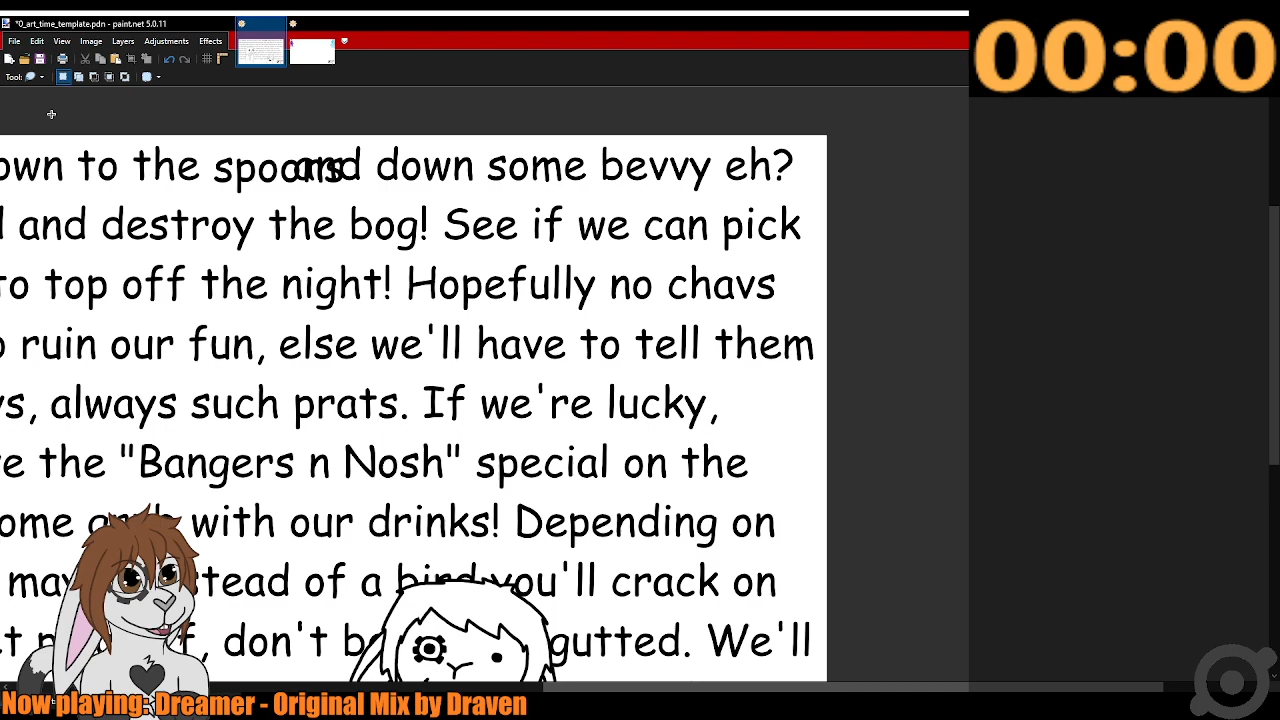 *0_art_time_template.pdn - paint.net 5.0.11
File Edit View Image Layers Adjustments Effects
Tool:
00:00
own to the spoons and down some bevvy eh?
and destroy the bog! See if we can pick
to top off the night! Hopefully no chavs
ruin our fun, else we'll have to tell them
always such prats. If we're lucky,
the "Bangers n Nosh" special on the
with our drinks! Depending on
of a bird you'll crack on
don't gutted. We'll
Now playing: Dreamer - Original Mix by Draven